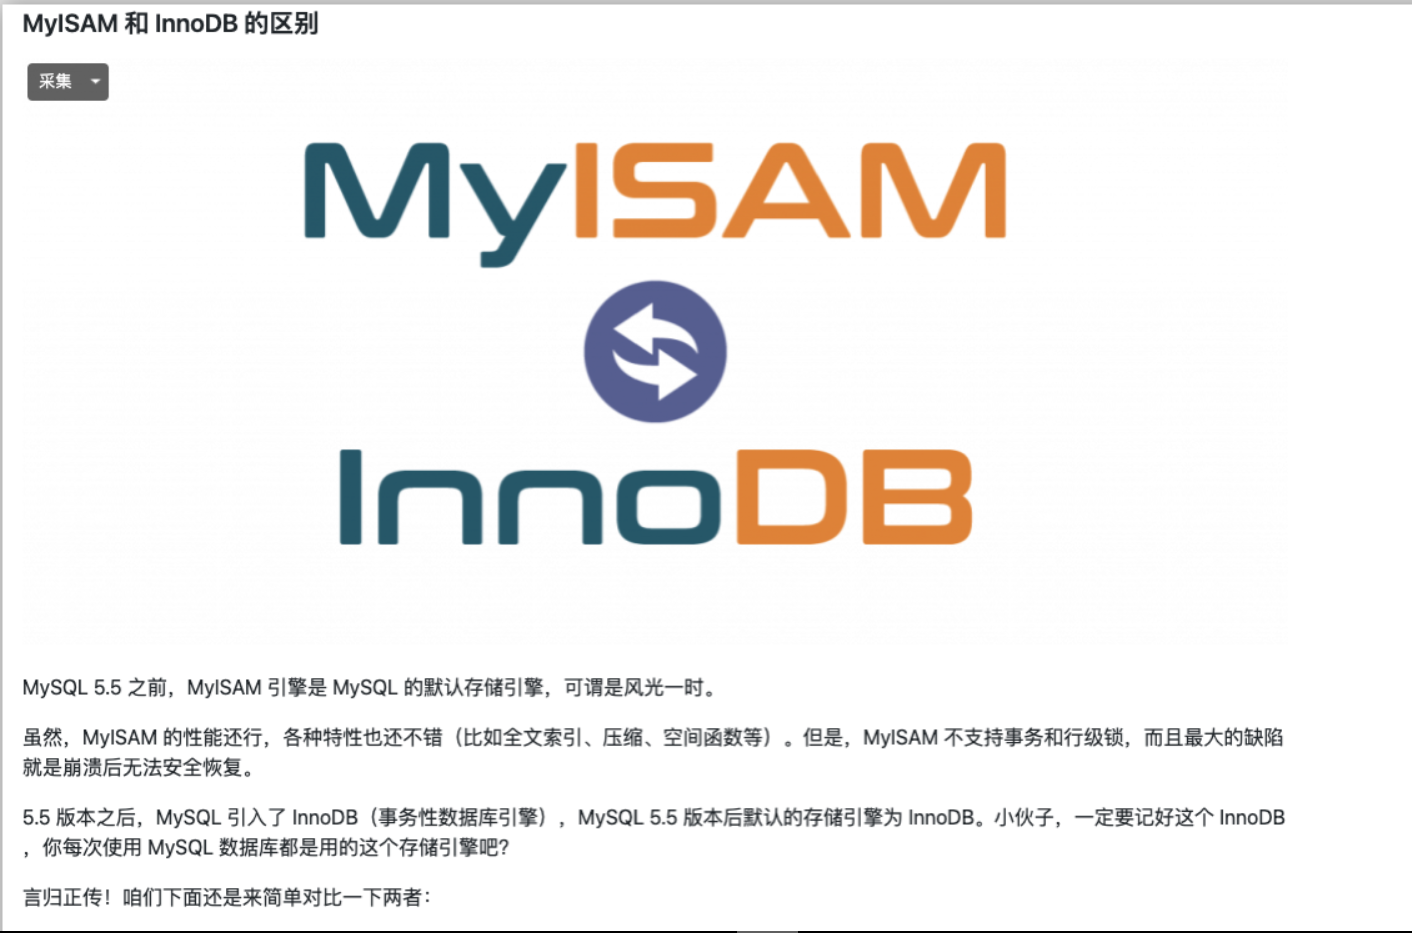 MyISAM 和 InnoDB 的区别
采集
MyISAM
InnoDB
MySQL 5.5 之前，MyISAM 引擎是 MySQL 的默认存储引擎，可谓是风光一时。
虽然，MyISAM 的性能还行，各种特性也还不错（比如全文索引、压缩、空间函数等）。但是，MyISAM 不支持事务和行级锁，而且最大的缺陷
就是崩溃后无法安全恢复。
5.5 版本之后，MySQL 引入了 InnoDB（事务性数据库引擎），MySQL 5.5 版本后默认的存储引擎为 InnoDB。小伙子，一定要记好这个 InnoDB
，你每次使用 MySQL 数据库都是用的这个存储引擎吧？
言归正传！咱们下面还是来简单对比一下两者：